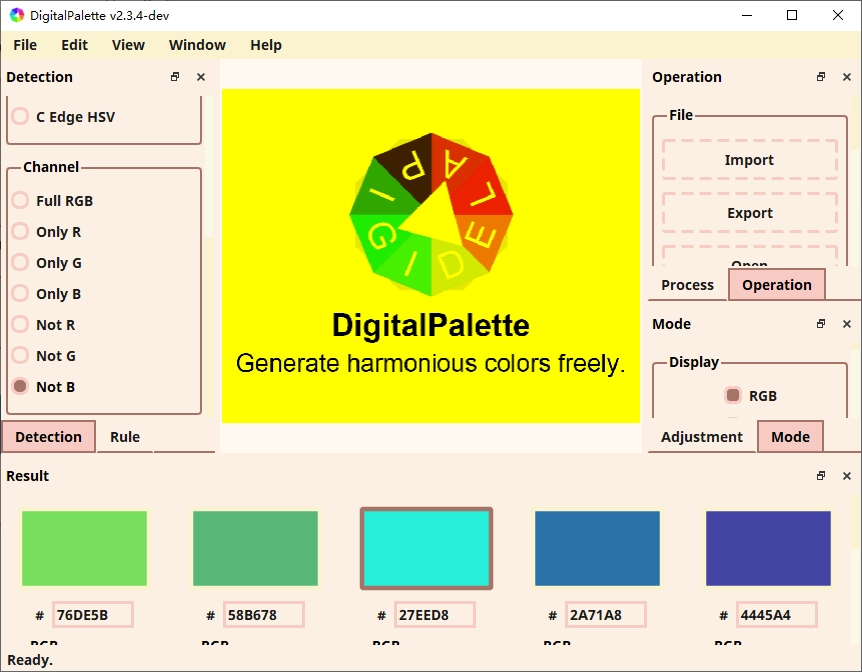 DigitalPalette v2.3.4-dev
File Edit View Window Help
Detection
C Edge HSV
Channel
Full RGB
Only R
Only G
Only B
Not R
Not G
Not B
Detection Rule
DIGITAL PALED
DigitalPalette
Generate harmonious colors freely.
Operation
File
Import
Export
Open
Process Operation
Mode
Display
RGB
Adjustment Mode
Result
# 76DE5B # 58B678 # 27EED8 # 2A71A8 # 4445A4
RGB RGB RGB RGB RGB
Ready.